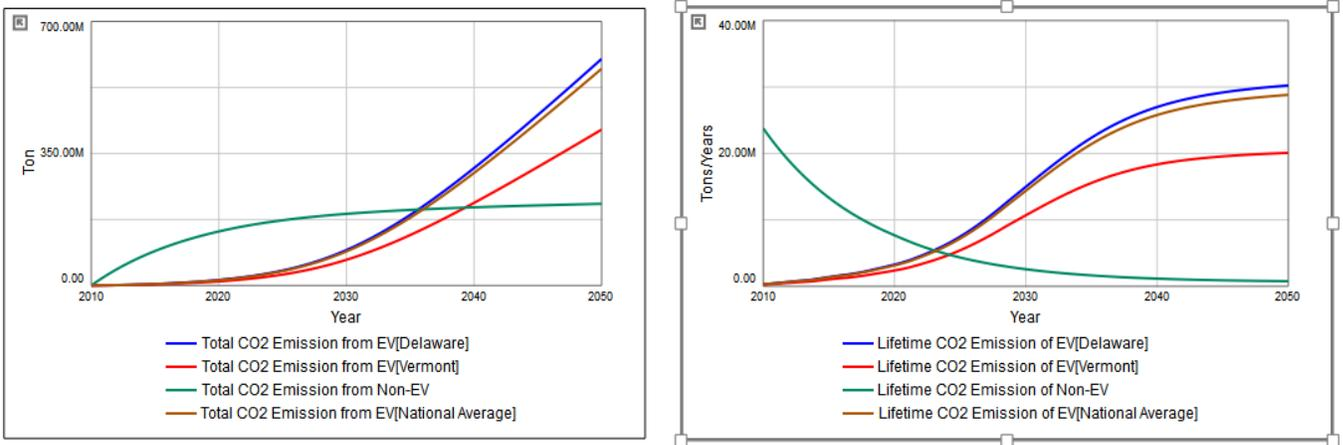 700.00M
Ton
350.00M
0.00
2010 2020 2030 2040 2050
Year
Total CO2 Emission from EV[Delaware]
Total CO2 Emission from EV[Vermont]
Total CO2 Emission from Non-EV
Total CO2 Emission from EV[National Average]
40.00M
Tons/Years
20.00M
0.00
2010 2020 2030 2040 2050
Year
Lifetime CO2 Emission of EV[Delaware]
Lifetime CO2 Emission of EV[Vermont]
Lifetime CO2 Emission of Non-EV
Lifetime CO2 Emission of EV[National Average]